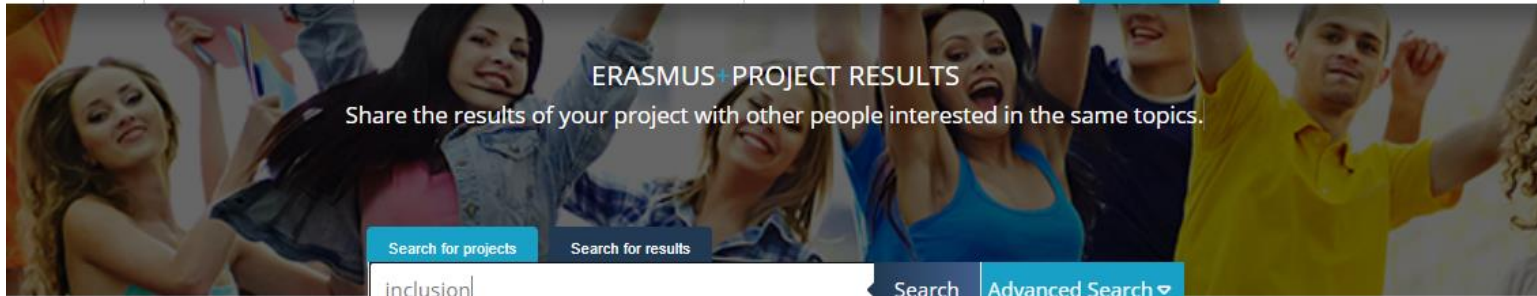 ERASMUS+PROJECT RESULTS
Share the results of your project with other people interested in the same topics.
Search for projects Search for results
inclusion Search Advanced Search